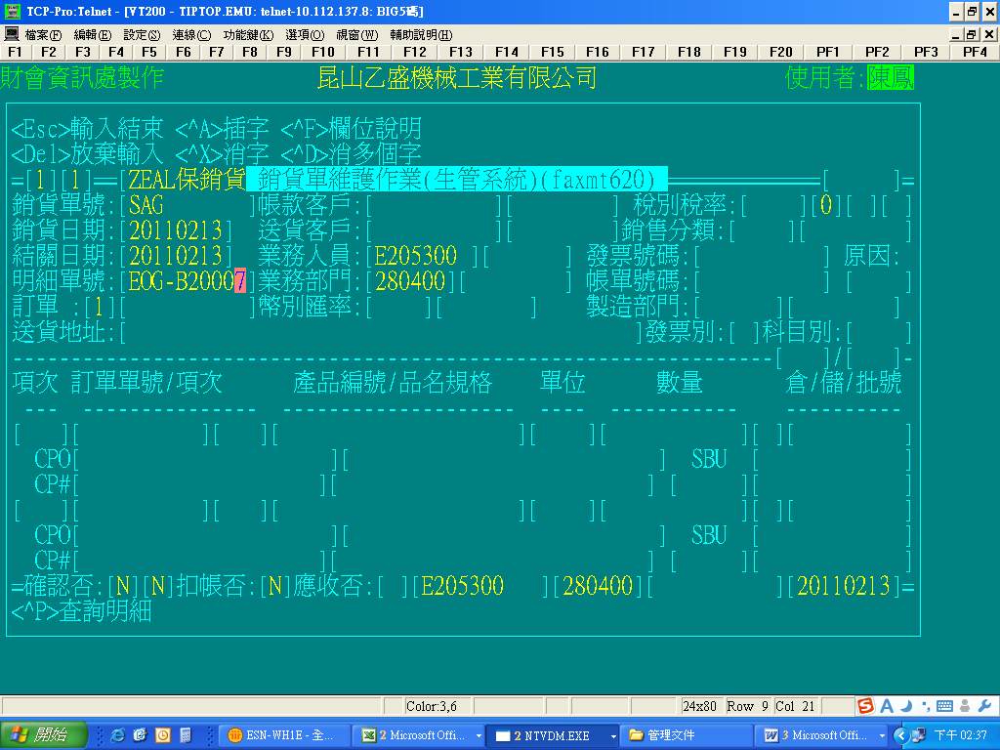 TCP-Pro:Telnet - [VT200 - TIPTOP.EMU: telnet-10.112.137.8: BIG5碼]
檔案(F) 編輯(E) 設定(S) 連線(C) 功能鍵(K) 選項(O) 視窗(W) 輔助說明(H)
F1 F2 F3 F4 F5 F6 F7 F8 F9 F10 F11 F12 F13 F14 F15 F16 F17 F18 F19 F20 PF1 PF2 PF3 PF4
財會資訊處製作 昆山乙盛機械工業有限公司 使用者:陳鳳
<Esc>輸入結束 <^A>插字 <^F>欄位說明
<Del>放棄輸入 <^X>消字 <^D>消多個字
=[1][1]==[ZEAL保銷貨 銷貨單維護作業(生管系統)(faxmt620) =============[ ]=
銷貨單號:[SAG ]帳款客戶:[ ][ ] 稅別稅率:[ ][0][ ][ ]
銷貨日期:[20110213] 送貨客戶:[ ][ ]銷售分類:[ ][ ]
結關日期:[20110213] 業務人員:[E205300 ][ ] 發票號碼:[ ] 原因:
明細單號:[EOG-B20007]業務部門:[280400][ ] 帳單號碼:[ ] [ ]
訂單 :[1][ ]幣別匯率:[ ][ ] 製造部門:[ ][ ]
送貨地址:[ ]發票別:[ ]科目別:[ ]
-----------------------------------------------------------------[ ]/[ ]-
項次 訂單單號/項次 產品編號/品名規格 單位 數量 倉/儲/批號
--- --------------- -------------------- ---- ----------- ----------
[ ][ ][ ][ ][ ][ ][ ]
CPO[ ][ ] SBU [ ]
CP#[ ][ ] [ ][ ]
[ ][ ][ ][ ][ ][ ][ ]
CPO[ ][ ] SBU [ ]
CP#[ ][ ] [ ][ ]
=確認否:[N][N]扣帳否:[N]應收否:[ ][E205300 ][280400][ ][20110213]=
<^P>查詢明細
Color:3,6 24x80 Row 9 Col 21
開始 ESN-WH1E - 全... 2 Microsoft Offi... 2 NTVDM.EXE 管理文件 3 Microsoft Offi... 下午 02:37